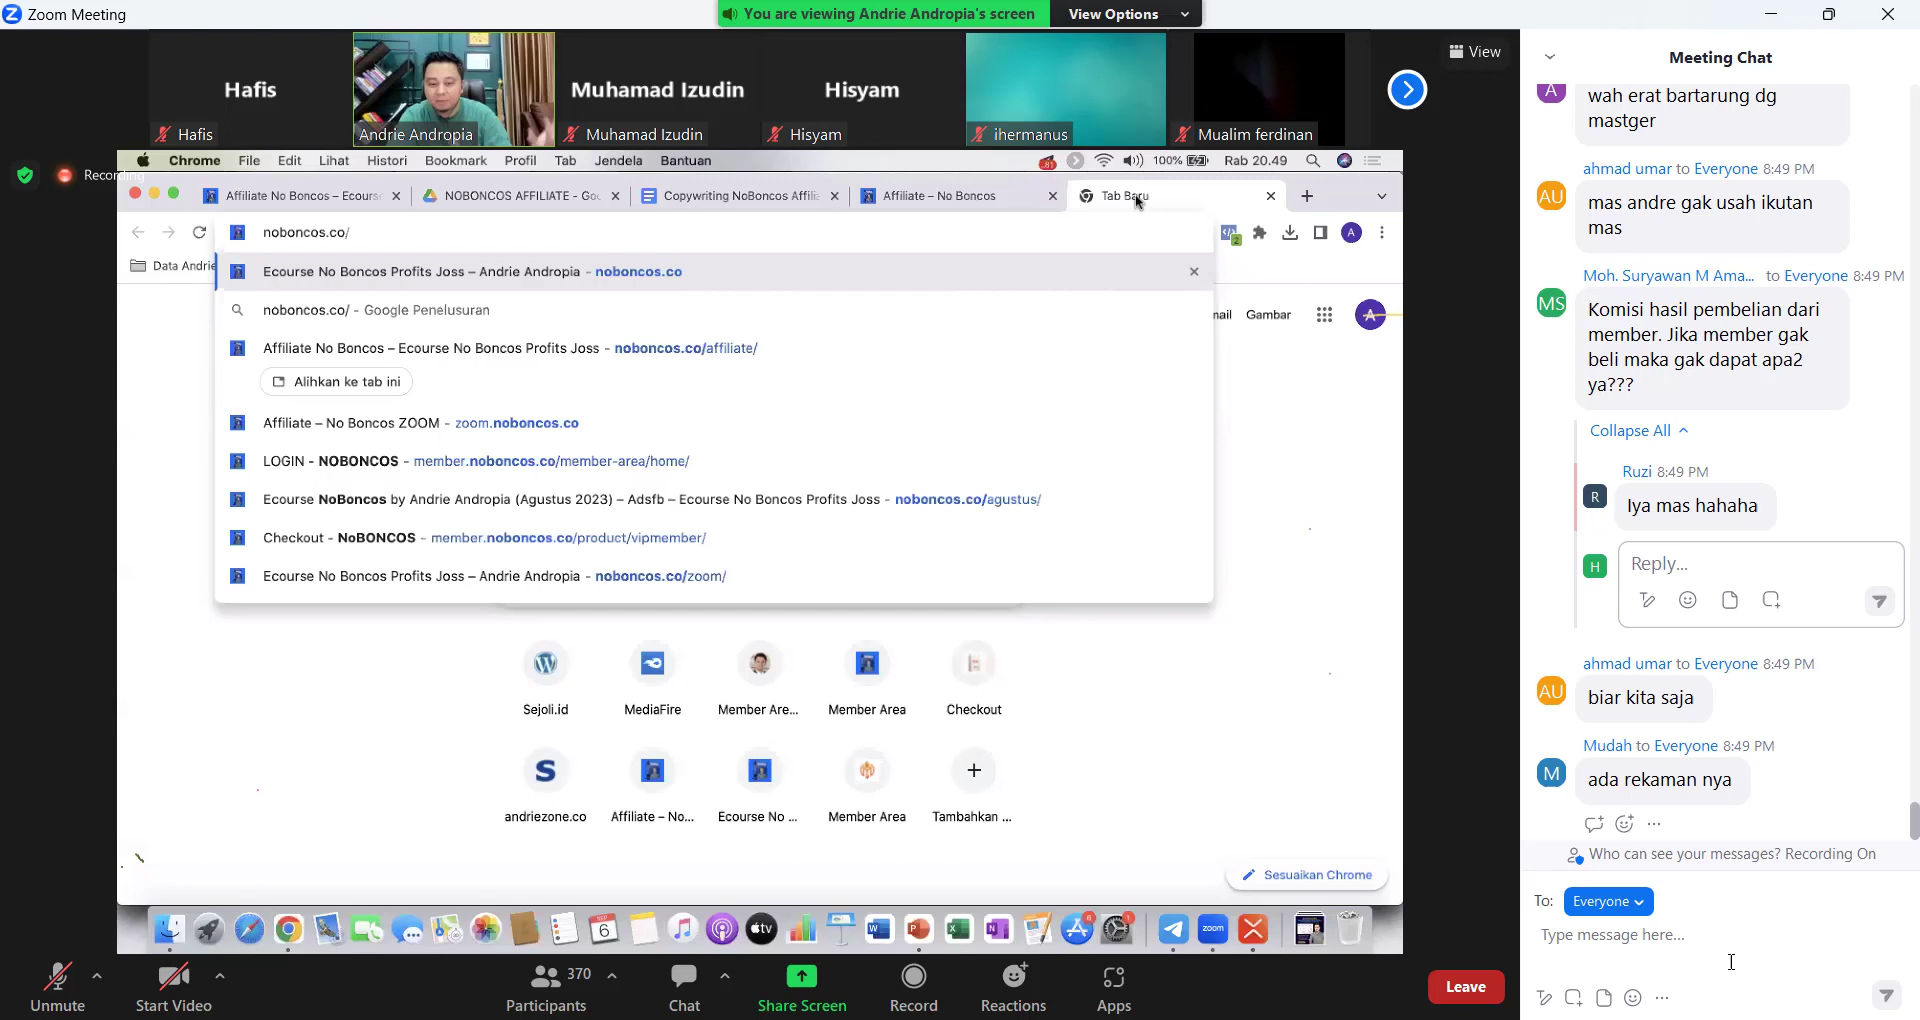 Zoom Meeting
You are viewing Andrie Andropia's screen
View Options
Hafis
Hafis
Andrie Andropia
Muhamad Izudin
Muhamad Izudin
Hisyam
Hisyam
ihermanus
Mualim ferdinan
View
Recording
Chrome File Edit Lihat Histori Bookmark Profil Tab Jendela Bantuan
100% Rab 20.49
Affiliate No Boncos – Ecourse
NOBONCOS AFFILIATE - Goo
Copywriting NoBoncos Affilia
Affiliate – No Boncos
Tab Baru
noboncos.co/
Data Andrie
Ecourse No Boncos Profits Joss – Andrie Andropia - noboncos.co
noboncos.co/ - Google Penelusuran
Affiliate No Boncos – Ecourse No Boncos Profits Joss - noboncos.co/affiliate/
Alihkan ke tab ini
Affiliate – No Boncos ZOOM - zoom.noboncos.co
LOGIN - NOBONCOS - member.noboncos.co/member-area/home/
Ecourse NoBoncos by Andrie Andropia (Agustus 2023) – Adsfb – Ecourse No Boncos Profits Joss - noboncos.co/agustus/
Checkout - NoBONCOS - member.noboncos.co/product/vipmember/
Ecourse No Boncos Profits Joss – Andrie Andropia - noboncos.co/zoom/
mail Gambar
A
A
Sejoli.id
MediaFire
Member Are...
Member Area
Checkout
andriezone.co
Affiliate – No...
Ecourse No ...
Member Area
Tambahkan ...
Sesuaikan Chrome
SEP
6
tv
zoom
Unmute
Start Video
370
Participants
Chat
Share Screen
Record
Reactions
Apps
Leave
Meeting Chat
A
wah erat bartarung dg
mastger
ahmad umar to Everyone 8:49 PM
AU
mas andre gak usah ikutan
mas
Moh. Suryawan M Ama... to Everyone 8:49 PM
MS
Komisi hasil pembelian dari
member. Jika member gak
beli maka gak dapat apa2
ya???
Collapse All
Ruzi 8:49 PM
R
Iya mas hahaha
H
Reply...
ahmad umar to Everyone 8:49 PM
AU
biar kita saja
Mudah to Everyone 8:49 PM
M
ada rekaman nya
Who can see your messages? Recording On
To: Everyone
Type message here...